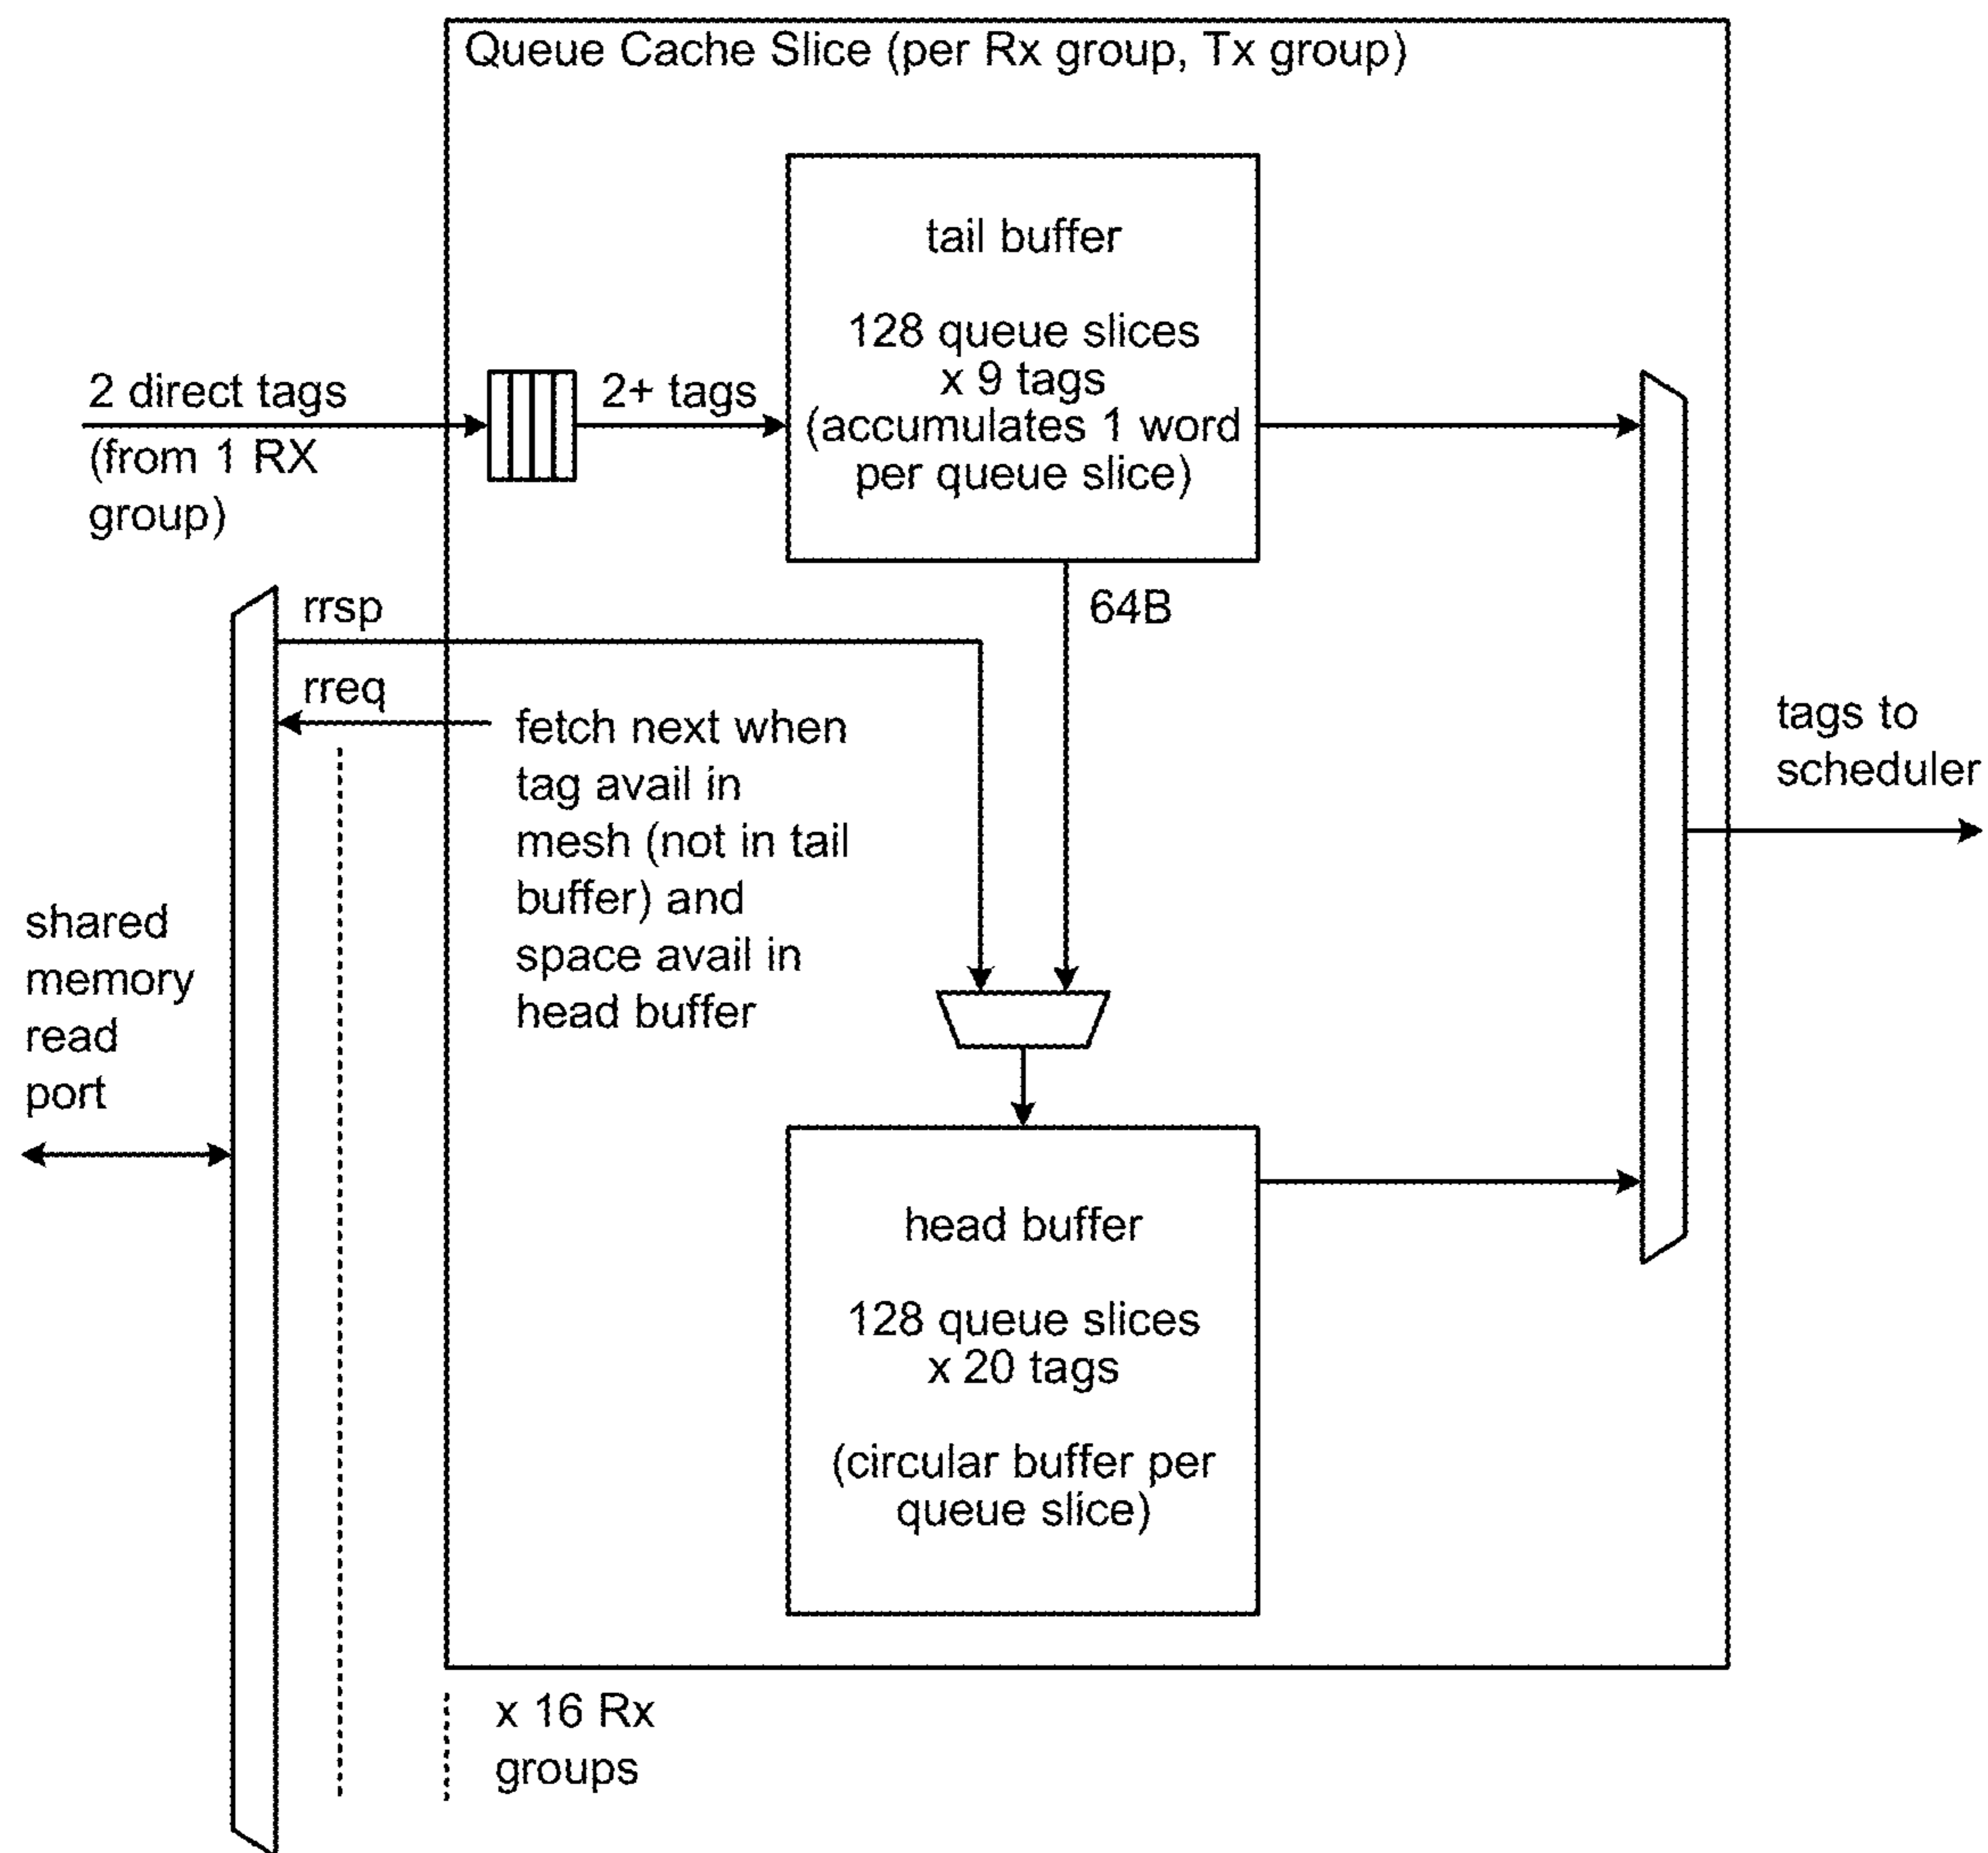 Queue Cache Slice (per Rx group, Tx group)
tail buffer
128 queue slices
x 9 tags
(accumulates 1 word
per queue slice)
2 direct tags
(from 1 RX
group)
2+ tags
64B
rrsp
rreq
fetch next when
tag avail in
mesh (not in tail
buffer) and
space avail in
head buffer
tags to
scheduler
shared
memory
read
port
head buffer
128 queue slices
x 20 tags
(circular buffer per
queue slice)
x 16 Rx
groups